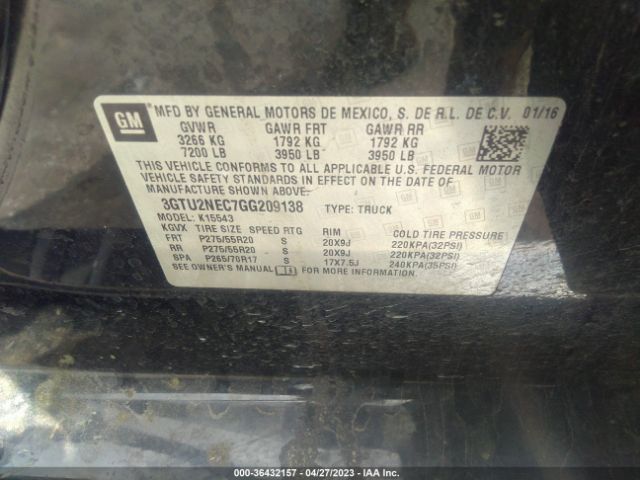 GM
MFD BY GENERAL MOTORS DE MEXICO, S. DE R.L. DE C.V. 01/16
GVWR GAWR FRT GAWR RR
3266 KG 1792 KG 1792 KG
7200 LB 3950 LB 3950 LB
THIS VEHICLE CONFORMS TO ALL APPLICABLE U.S. FEDERAL MOTOR
VEHICLE SAFETY STANDARDS IN EFFECT ON THE DATE OF
MANUFACTURE SHOWN ABOVE.
3GTU2NEC7GG209138 TYPE: TRUCK
MODEL: K15543
KGVX TIRE SIZE SPEED RTG RIM COLD TIRE PRESSURE
FRT P275/55R20 S 20X9J 220KPA(32PSI)
RR P275/55R20 S 20X9J 220KPA(32PSI)
SPA P265/70R17 S 17X7.5J 240KPA(35PSI)
SEE OWNER'S MANUAL FOR MORE INFORMATION.
000-36432157 - 04/27/2023 - IAA Inc.